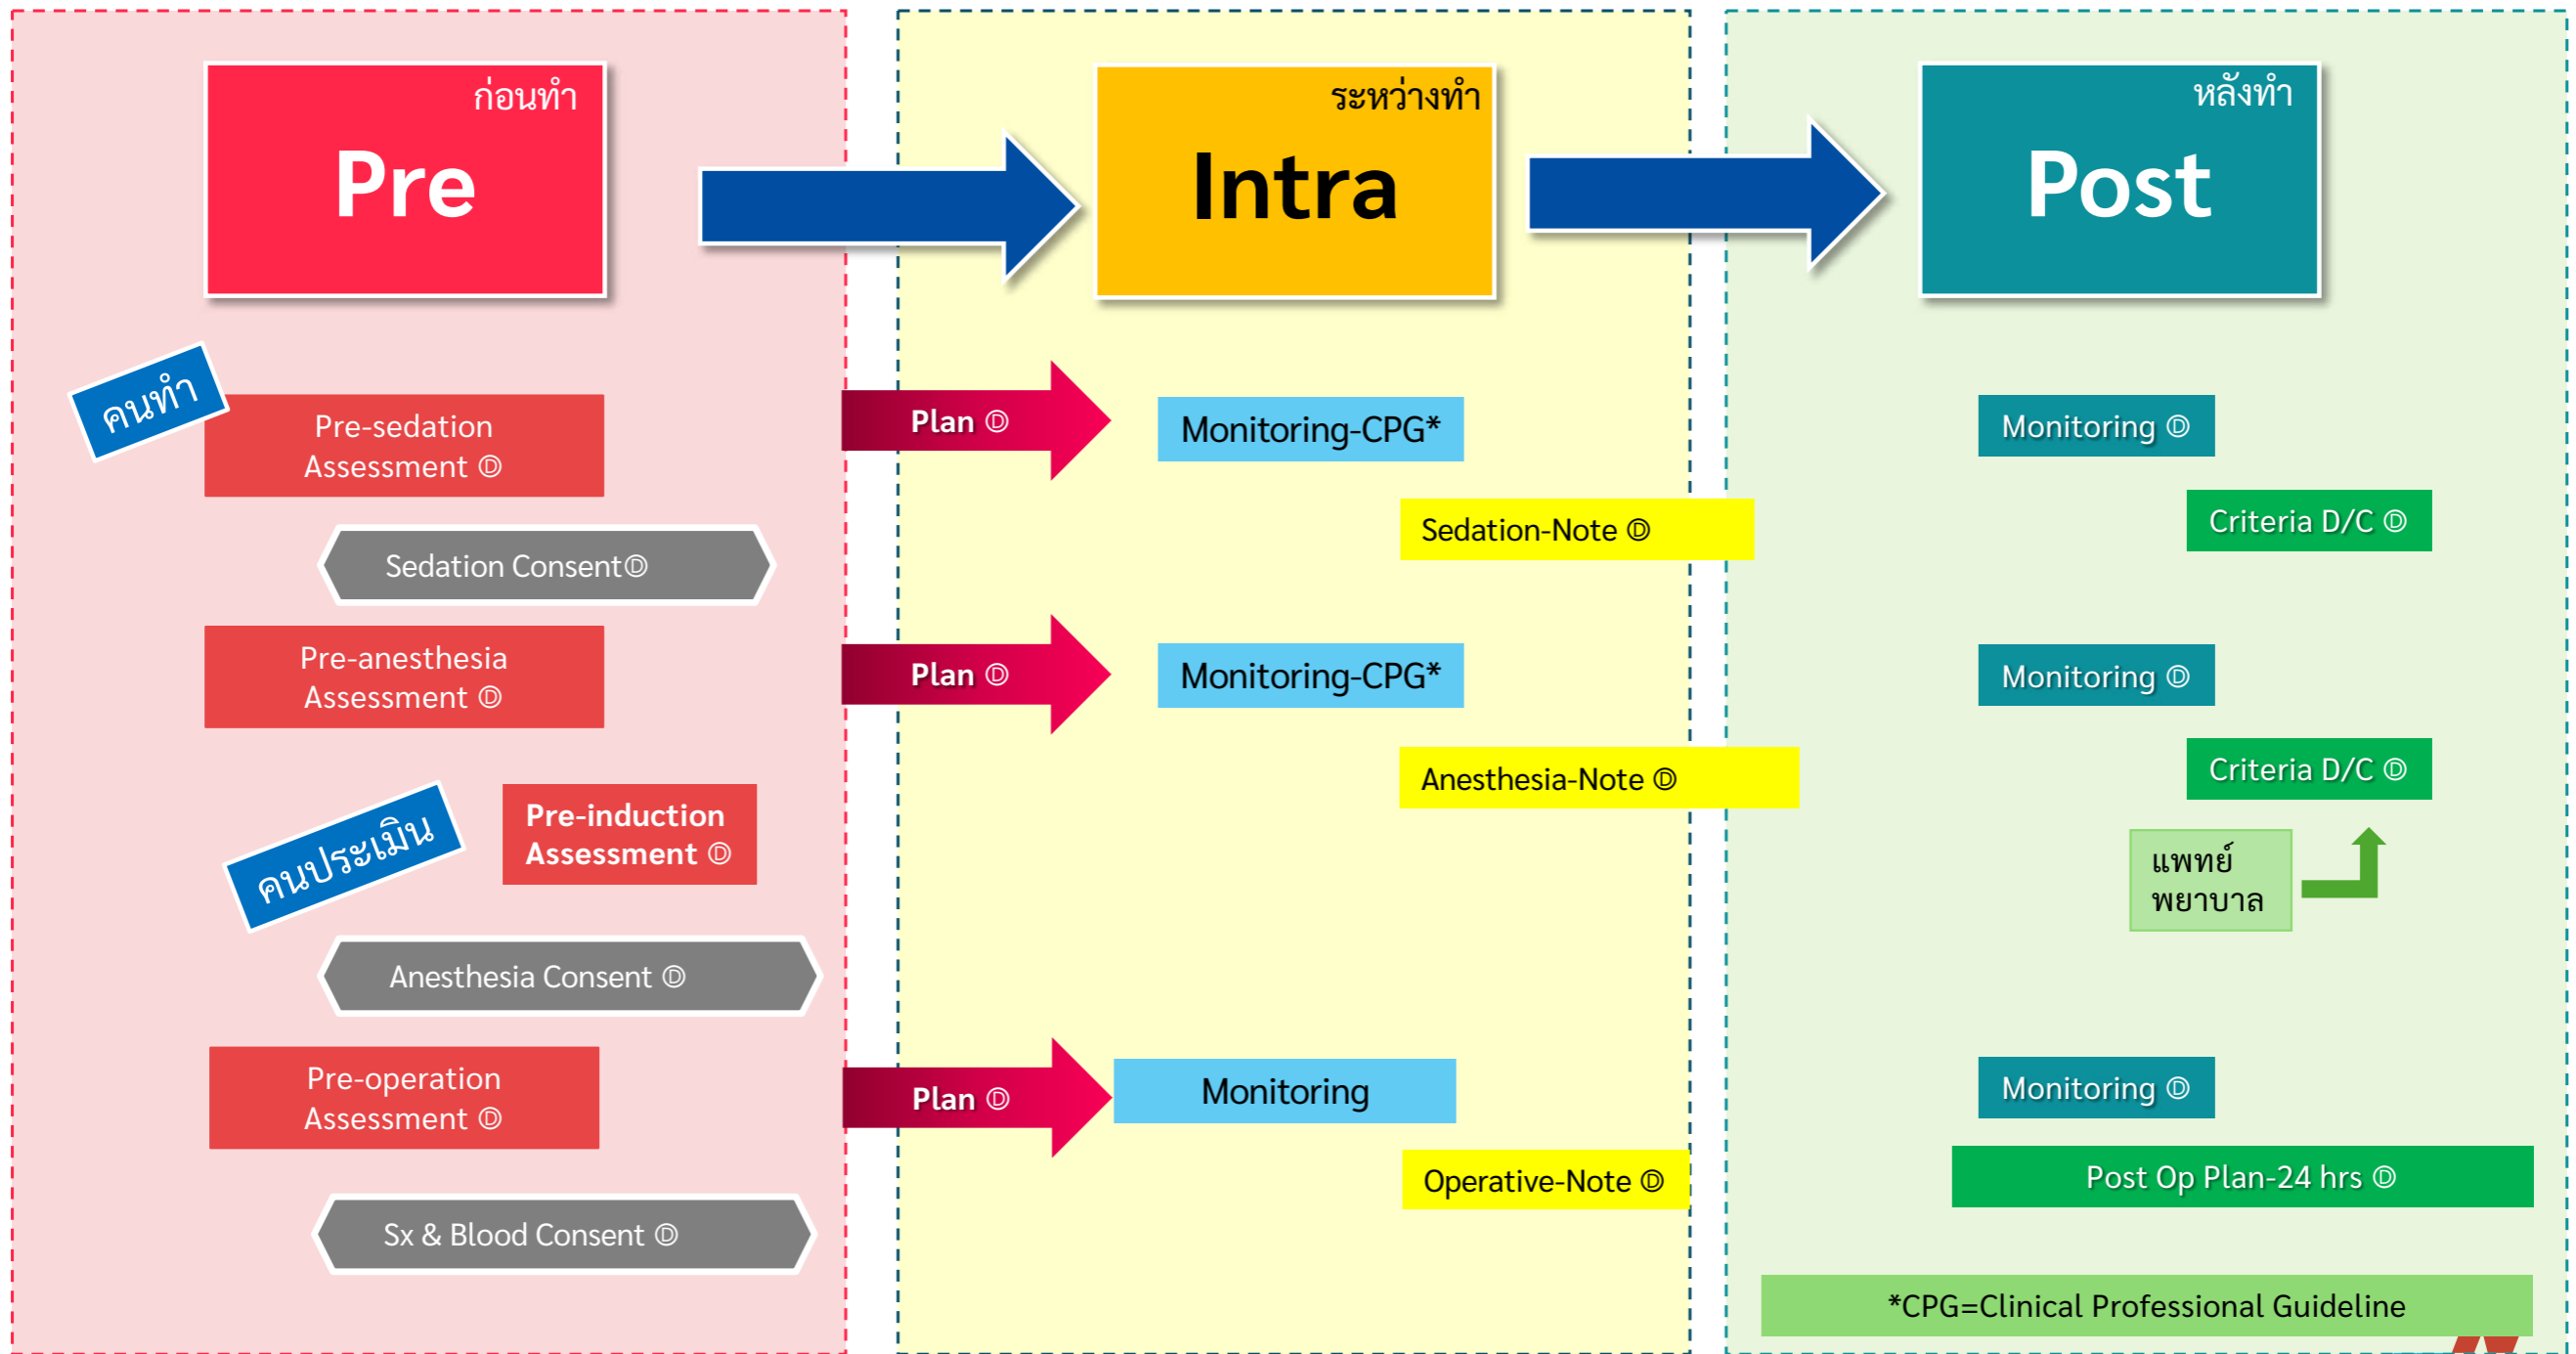 ก่อนทำ
Pre
ระหว่างทำ
Intra
หลังทำ
Post
คนทำ
Pre-sedation
Assessment Ⓓ
Plan Ⓓ
Monitoring-CPG*
Monitoring Ⓓ
Sedation-Note Ⓓ
Criteria D/C Ⓓ
Sedation ConsentⒹ
Pre-anesthesia
Assessment Ⓓ
Plan Ⓓ
Monitoring-CPG*
Monitoring Ⓓ
Anesthesia-Note Ⓓ
Criteria D/C Ⓓ
คนประเมิน
Pre-induction
Assessment Ⓓ
แพทย์
พยาบาล
Anesthesia Consent Ⓓ
Pre-operation
Assessment Ⓓ
Plan Ⓓ
Monitoring
Monitoring Ⓓ
Operative-Note Ⓓ
Post Op Plan-24 hrs Ⓓ
Sx & Blood Consent Ⓓ
*CPG=Clinical Professional Guideline